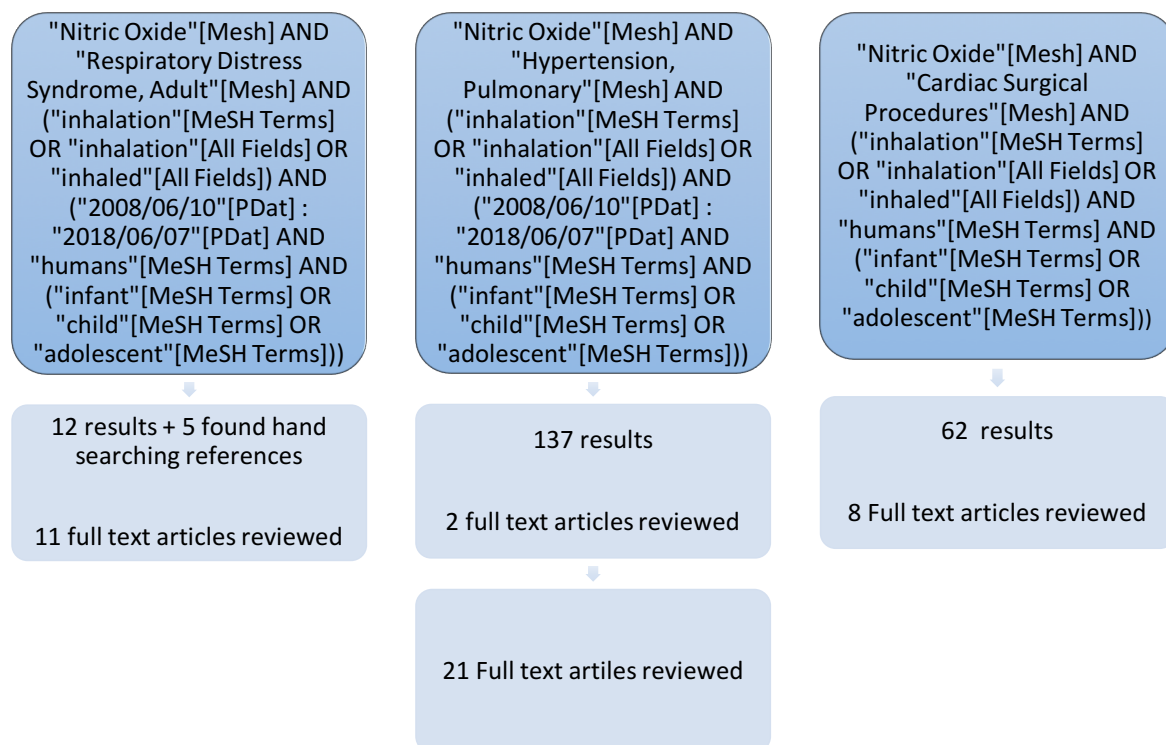 "Nitric Oxide"[Mesh] AND
"Respiratory Distress
Syndrome, Adult"[Mesh] AND
("inhalation"[MeSH Terms]
OR "inhalation"[All Fields] OR
"inhaled"[All Fields]) AND
("2008/06/10"[PDat] :
"2018/06/07"[PDat] AND
"humans"[MeSH Terms] AND
("infant"[MeSH Terms] OR
"child"[MeSH Terms] OR
"adolescent"[MeSH Terms]))
12 results + 5 found hand
searching references
11 full text articles reviewed
"Nitric Oxide"[Mesh] AND
"Hypertension,
Pulmonary"[Mesh] AND
("inhalation"[MeSH Terms]
OR "inhalation"[All Fields] OR
"inhaled"[All Fields]) AND
("2008/06/10"[PDat] :
"2018/06/07"[PDat] AND
"humans"[MeSH Terms] AND
("infant"[MeSH Terms] OR
"child"[MeSH Terms] OR
"adolescent"[MeSH Terms]))
137 results
2 full text articles reviewed
21 Full text artiles reviewed
"Nitric Oxide"[Mesh] AND
"Cardiac Surgical
Procedures"[Mesh] AND
("inhalation"[MeSH Terms]
OR "inhalation"[All Fields] OR
"inhaled"[All Fields]) AND
"humans"[MeSH Terms] AND
("infant"[MeSH Terms] OR
"child"[MeSH Terms] OR
"adolescent"[MeSH Terms]))
62 results
8 Full text articles reviewed